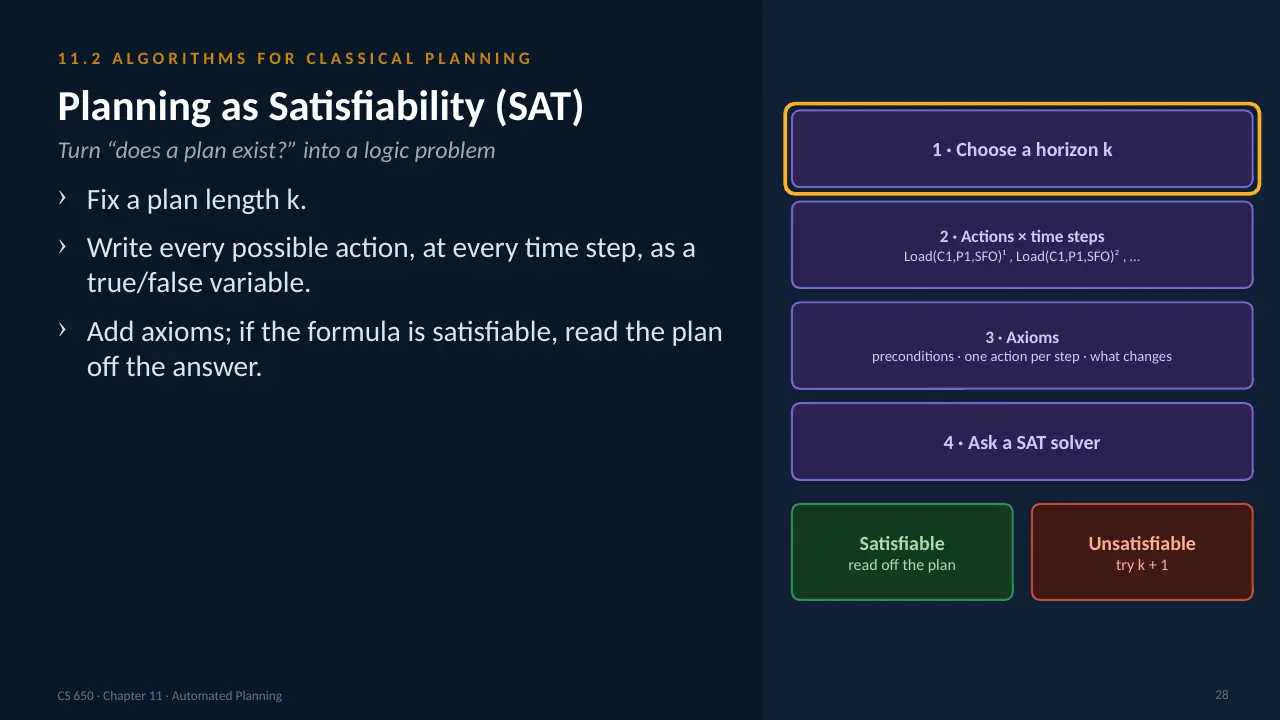 11.2 ALGORITHMS FOR CLASSICAL PLANNING
Planning as Satisfiability (SAT)
Turn “does a plan exist?” into a logic problem
› Fix a plan length k.
› Write every possible action, at every time step, as a
true/false variable.
› Add axioms; if the formula is satisfiable, read the plan
off the answer.
1 · Choose a horizon k
2 · Actions × time steps
Load(C1,P1,SFO)¹ , Load(C1,P1,SFO)² , …
3 · Axioms
preconditions · one action per step · what changes
4 · Ask a SAT solver
Satisfiable
read off the plan
Unsatisfiable
try k + 1
CS 650 · Chapter 11 · Automated Planning
28